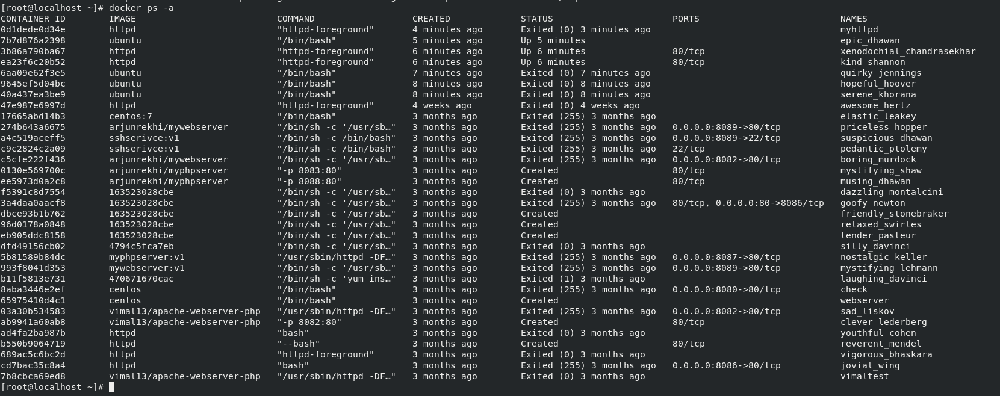 [root@localhost ~]# docker ps -a
CONTAINER ID        IMAGE                       COMMAND                  CREATED             STATUS                      PORTS                          NAMES
0d1dede0d34e        httpd                       "httpd-foreground"       4 minutes ago       Exited (0) 3 minutes ago                                   myhttpd
7b7d876a2398        ubuntu                      "/bin/bash"              5 minutes ago       Up 5 minutes                                               epic_dhawan
3b86a790ba67        httpd                       "httpd-foreground"       6 minutes ago       Up 6 minutes                80/tcp                         xenodochial_chandrasekhar
ea23f6c20b52        httpd                       "httpd-foreground"       6 minutes ago       Up 6 minutes                80/tcp                         kind_shannon
6aa09e62f3e5        ubuntu                      "/bin/bash"              7 minutes ago       Exited (0) 7 minutes ago                                   quirky_jennings
9645ef5d04bc        ubuntu                      "/bin/bash"              8 minutes ago       Exited (0) 8 minutes ago                                   hopeful_hoover
40a437ea3be9        ubuntu                      "/bin/bash"              8 minutes ago       Exited (0) 8 minutes ago                                   serene_khorana
47e987e6997d        httpd                       "httpd-foreground"       4 weeks ago         Exited (0) 4 weeks ago                                     awesome_hertz
17665abd14b3        centos:7                    "/bin/bash"              3 months ago        Exited (255) 3 months ago                                  elastic_leakey
274b643a6675        arjunrekhi/mywebserver      "/bin/sh -c '/usr/sb…"   3 months ago        Exited (255) 3 months ago   0.0.0.0:8089->80/tcp           priceless_hopper
a4c519aceff5        sshserivce:v1               "/bin/sh -c /bin/bash"   3 months ago        Exited (255) 3 months ago   0.0.0.0:8089->22/tcp           suspicious_dhawan
c9c2824c2a09        sshserivce:v1               "/bin/sh -c /bin/bash"   3 months ago        Exited (255) 3 months ago   22/tcp                         pedantic_ptolemy
c5cfe222f436        arjunrekhi/mywebserver      "/bin/sh -c '/usr/sb…"   3 months ago        Exited (255) 3 months ago   0.0.0.0:8082->80/tcp           boring_murdock
0130e569700c        arjunrekhi/myphpserver      "-p 8083:80"             3 months ago        Created                     80/tcp                         mystifying_shaw
ee5973d0a2c8        arjunrekhi/myphpserver      "-p 8088:80"             3 months ago        Created                     80/tcp                         musing_dhawan
f5391c8d7554        163523028cbe                "/bin/sh -c '/usr/sb…"   3 months ago        Exited (0) 3 months ago                                    dazzling_montalcini
3a4daa0aacf8        163523028cbe                "/bin/sh -c '/usr/sb…"   3 months ago        Exited (255) 3 months ago   80/tcp, 0.0.0.0:80->8086/tcp   goofy_newton
dbce93b1b762        163523028cbe                "/bin/sh -c '/usr/sb…"   3 months ago        Created                                                    friendly_stonebraker
96d0178a0848        163523028cbe                "/bin/sh -c '/usr/sb…"   3 months ago        Created                                                    relaxed_swirles
eb905ddc8158        163523028cbe                "/bin/sh -c '/usr/sb…"   3 months ago        Created                                                    tender_pasteur
dfd49156cb02        4794c5fca7eb                "/bin/sh -c '/usr/sb…"   3 months ago        Exited (0) 3 months ago                                    silly_davinci
5b81589b84dc        myphpserver:v1              "/usr/sbin/httpd -DF…"   3 months ago        Exited (255) 3 months ago   0.0.0.0:8087->80/tcp           nostalgic_keller
993f8041d353        mywebserver:v1              "/bin/sh -c '/usr/sb…"   3 months ago        Exited (255) 3 months ago   0.0.0.0:8089->80/tcp           mystifying_lehmann
b11f5813e731        470671670cac                "/bin/sh -c 'yum ins…"   3 months ago        Exited (1) 3 months ago                                    laughing_davinci
8aba3446e2ef        centos                      "/bin/bash"              3 months ago        Exited (255) 3 months ago   0.0.0.0:8080->80/tcp           check
65975410d4c1        centos                      "/bin/bash"              3 months ago        Created                                                    webserver
03a30b534583        vimal13/apache-webserver-php   "/usr/sbin/httpd -DF…"   3 months ago        Exited (255) 3 months ago   0.0.0.0:8082->80/tcp           sad_liskov
ab9941a60ab8        vimal13/apache-webserver-php   "-p 8082:80"             3 months ago        Created                     80/tcp                         clever_lederberg
ad4fa2ba987b        httpd                       "bash"                   3 months ago        Exited (0) 3 months ago                                    youthful_cohen
b550b9064719        httpd                       "--bash"                 3 months ago        Created                     80/tcp                         reverent_mendel
689ac5c6bc2d        httpd                       "httpd-foreground"       3 months ago        Exited (0) 3 months ago                                    vigorous_bhaskara
cd7bac35c8a4        httpd                       "bash"                   3 months ago        Exited (255) 3 months ago   0.0.0.0:8086->80/tcp           jovial_wing
7b8cbca69ed8        vimal13/apache-webserver-php   "/usr/sbin/httpd -DF…"   3 months ago        Exited (0) 3 months ago                                    vimaltest
[root@localhost ~]#